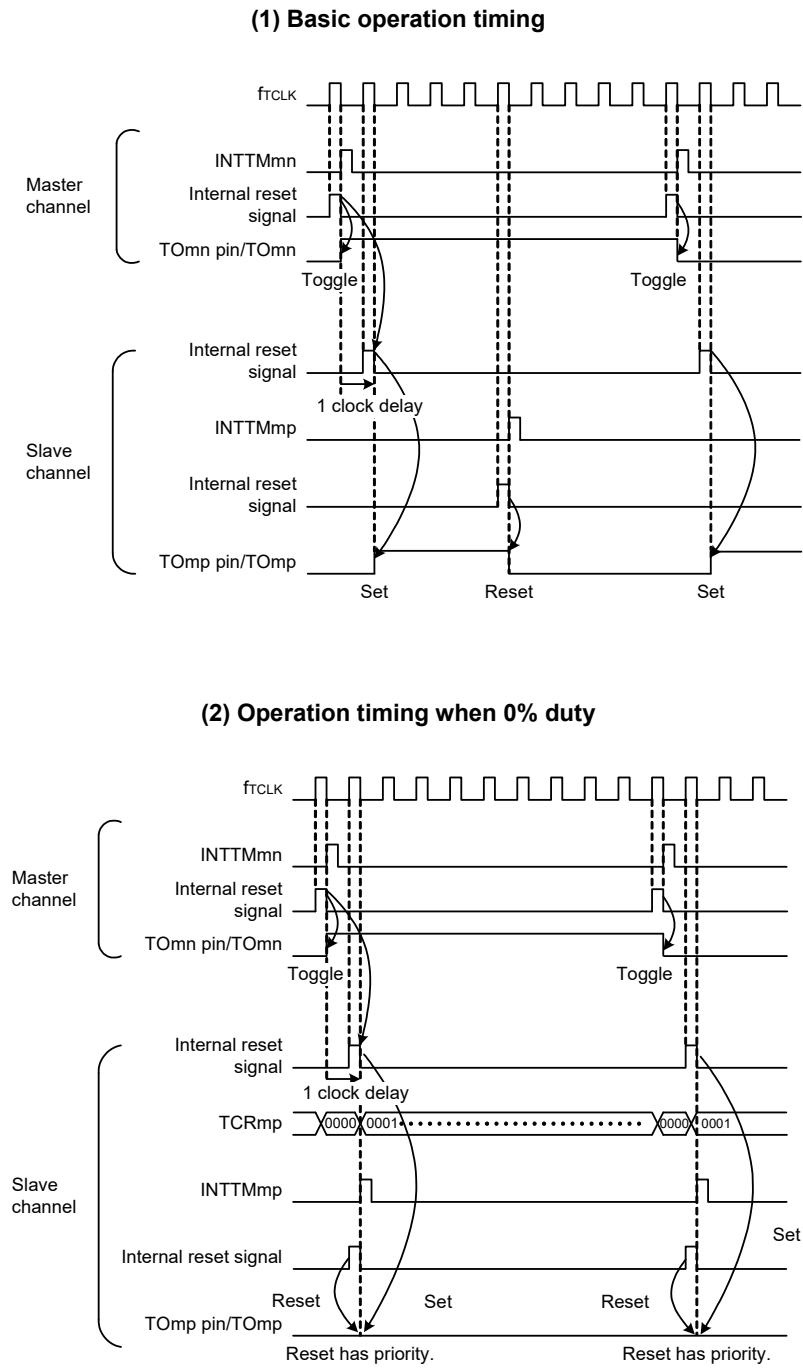 (1) Basic operation timing
fTCLK
INTTMmn
Master
channel
Internal reset
signal
TOmn pin/TOmn
Toggle
Toggle
Internal reset
signal
1 clock delay
INTTMmp
Slave
channel
Internal reset
signal
TOmp pin/TOmp
Set
Reset
Set
(2) Operation timing when 0% duty
fTCLK
INTTMmn
Master
channel
Internal reset
signal
TOmn pin/TOmn
Toggle
Toggle
Internal reset
signal
1 clock delay
TCRmp
0000
0001
0000
0001
Slave
channel
INTTMmp
Set
Internal reset signal
Reset
Set
Reset
TOmp pin/TOmp
Reset has priority.
Reset has priority.